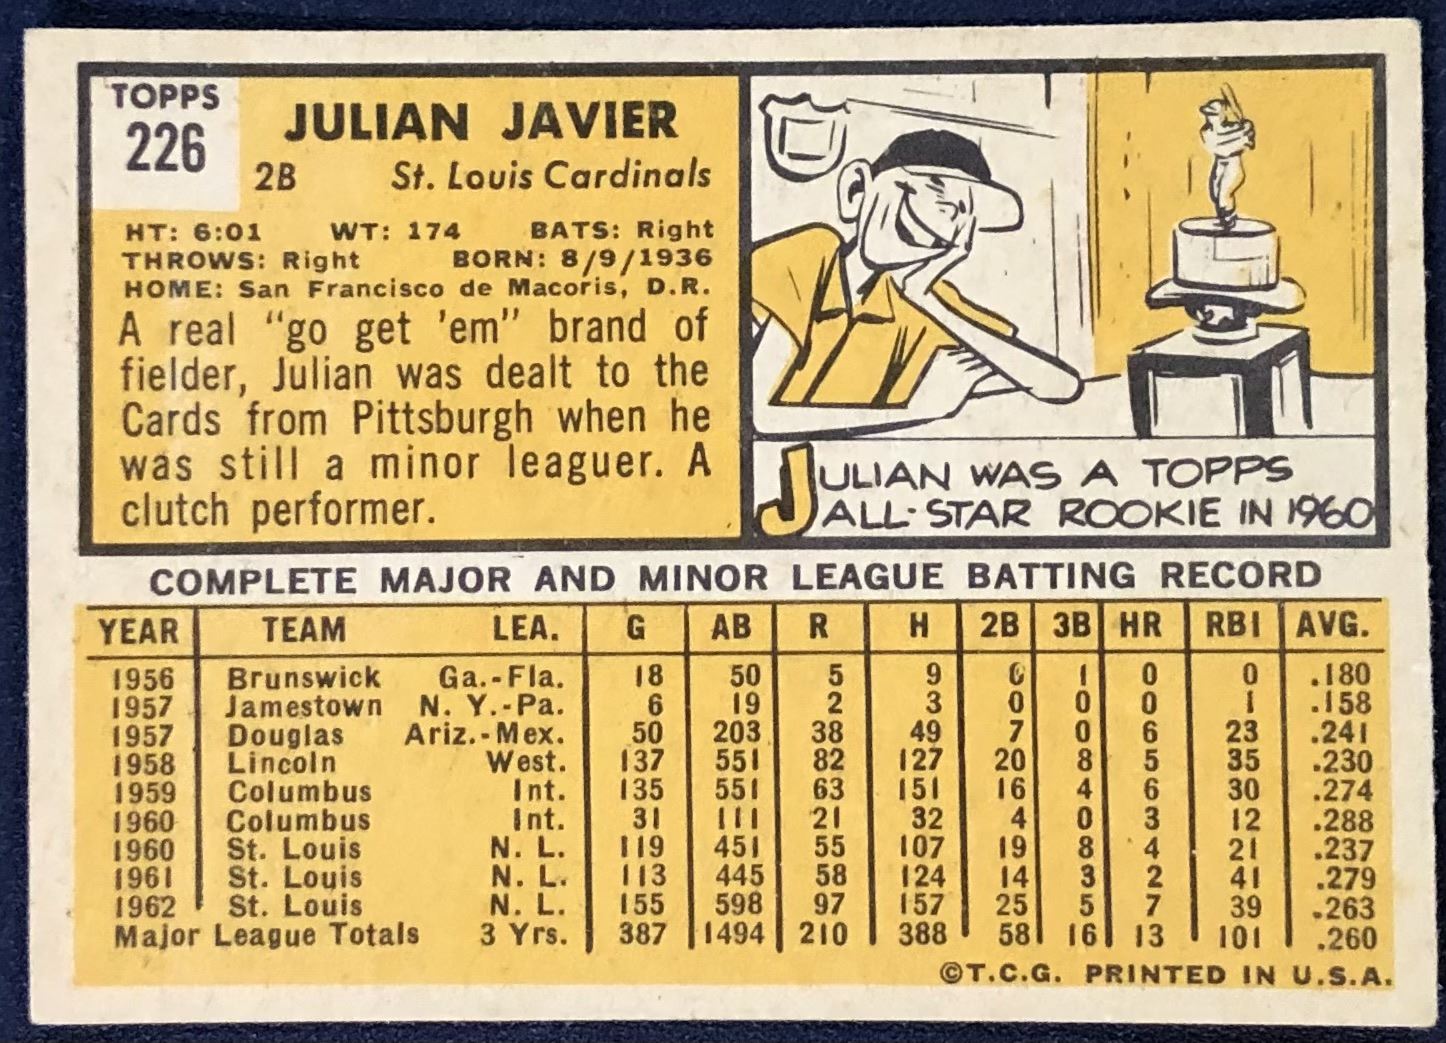 TOPPS
226
JULIAN JAVIER
2B St. Louis Cardinals
HT: 6:01 WT: 174 BATS: Right
THROWS: Right BORN: 8/9/1936
HOME: San Francisco de Macoris, D.R.
A real "go get 'em" brand of
fielder, Julian was dealt to the
Cards from Pittsburgh when he
was still a minor leaguer. A
clutch performer.
JULIAN WAS A TOPPS
ALL-STAR ROOKIE IN 1960
COMPLETE MAJOR AND MINOR LEAGUE BATTING RECORD
YEAR TEAM LEA. G AB R H 2B 3B HR RBI AVG.
1956 Brunswick Ga.-Fla. 18 50 5 9 1 0 0 .180
1957 Jamestown N. Y.-Pa. 6 19 2 3 0 0 0 1 .158
1957 Douglas Ariz.-Mex. 50 203 38 49 7 0 6 23 .241
1958 Lincoln West. 137 551 82 127 20 8 5 35 .230
1959 Columbus Int. 135 551 63 151 16 4 6 30 .274
1960 Columbus Int. 31 111 21 32 4 0 3 12 .288
1960 St. Louis N. L. 119 451 55 107 19 8 4 21 .237
1961 St. Louis N. L. 113 445 58 124 14 3 2 41 .279
1962 St. Louis N. L. 155 598 97 157 25 5 7 39 .263
Major League Totals 3 Yrs. 387 1494 210 388 58 16 13 101 .260
©T.C.G. PRINTED IN U.S.A.